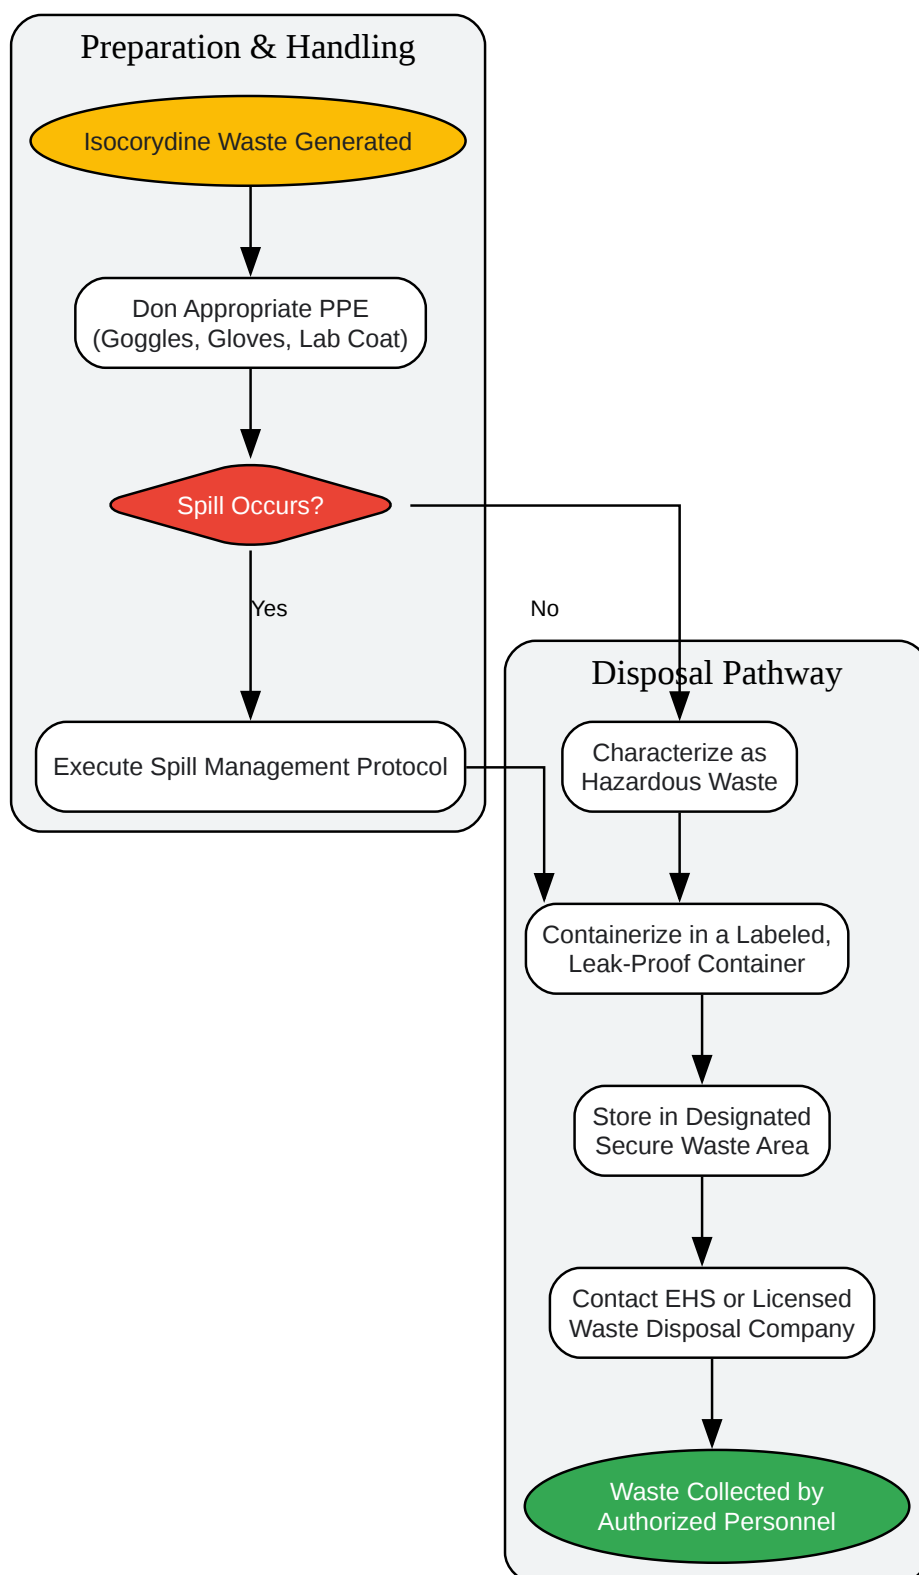 Preparation & Handling
Isocorydine Waste Generated
Don Appropriate PPE
(Goggles, Gloves, Lab Coat)
Spill Occurs?
Yes
No
Execute Spill Management Protocol
Disposal Pathway
Characterize as
Hazardous Waste
Containerize in a Labeled,
Leak-Proof Container
Store in Designated
Secure Waste Area
Contact EHS or Licensed
Waste Disposal Company
Waste Collected by
Authorized Personnel